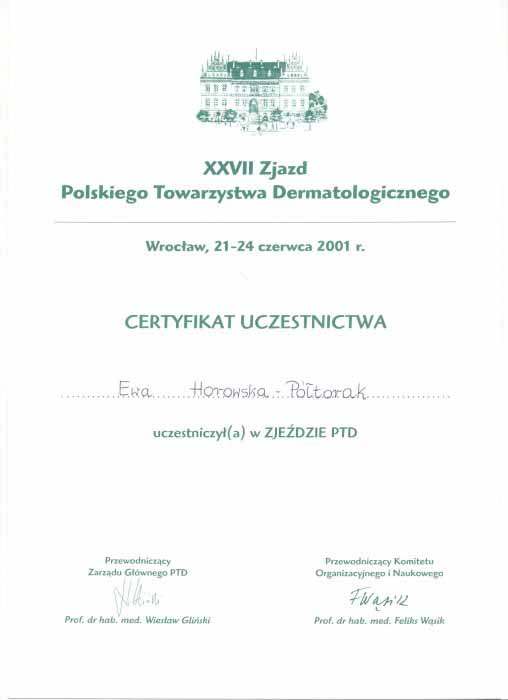 XXVII Zjazd
Polskiego Towarzystwa Dermatologicznego
Wrocław, 21-24 czerwca 2001 r.
CERTYFIKAT UCZESTNICTWA
Ewa Horowska - Półtorak
uczestniczył(a) w ZJEŹDZIE PTD
Przewodniczący
Zarządu Głównego PTD
Prof. dr hab. med. Wiesław Gliński
Przewodniczący Komitetu
Organizacyjnego i Naukowego
FWąsik
Prof. dr hab. med. Feliks Wąsik